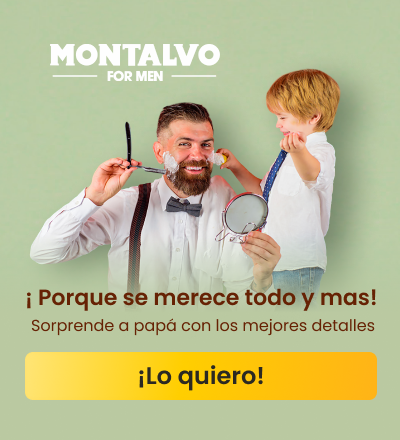 MONTALVO
FOR MEN
¡ Porque se merece todo y mas!
Sorprende a papá con los mejores detalles
¡Lo quiero!